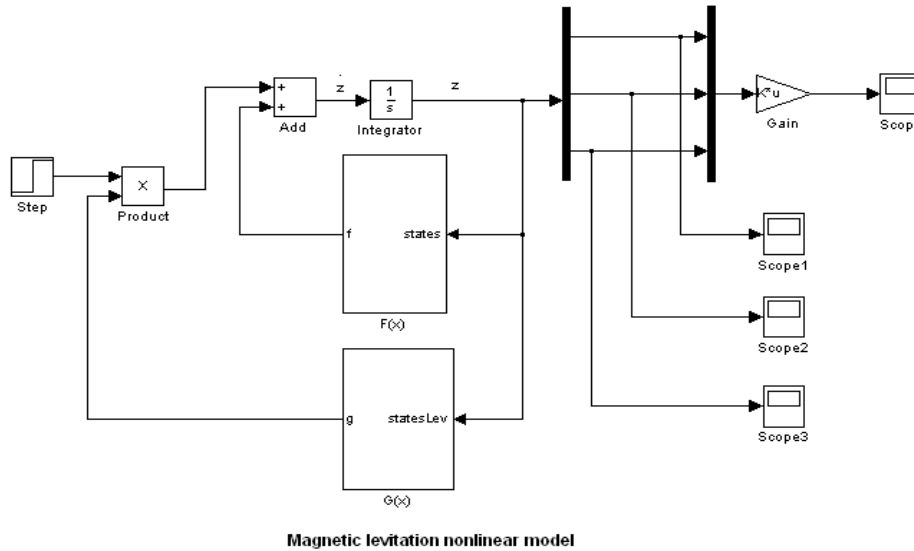 +
+
Add
ż
1
s
Integrator
z
K*u
Gain
Scop
Step
X
Product
f
states
F(x)
Scope1
Scope2
g
statesLev
G(x)
Scope3
Magnetic levitation nonlinear model